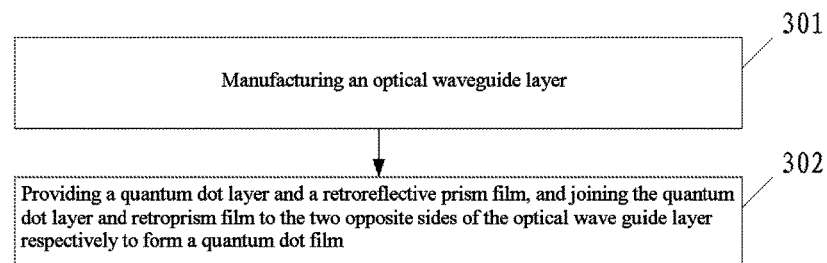 301
Manufacturing an optical waveguide layer
302
Providing a quantum dot layer and a retroreflective prism film, and joining the quantum
dot layer and retroprism film to the two opposite sides of the optical wave guide layer
respectively to form a quantum dot film